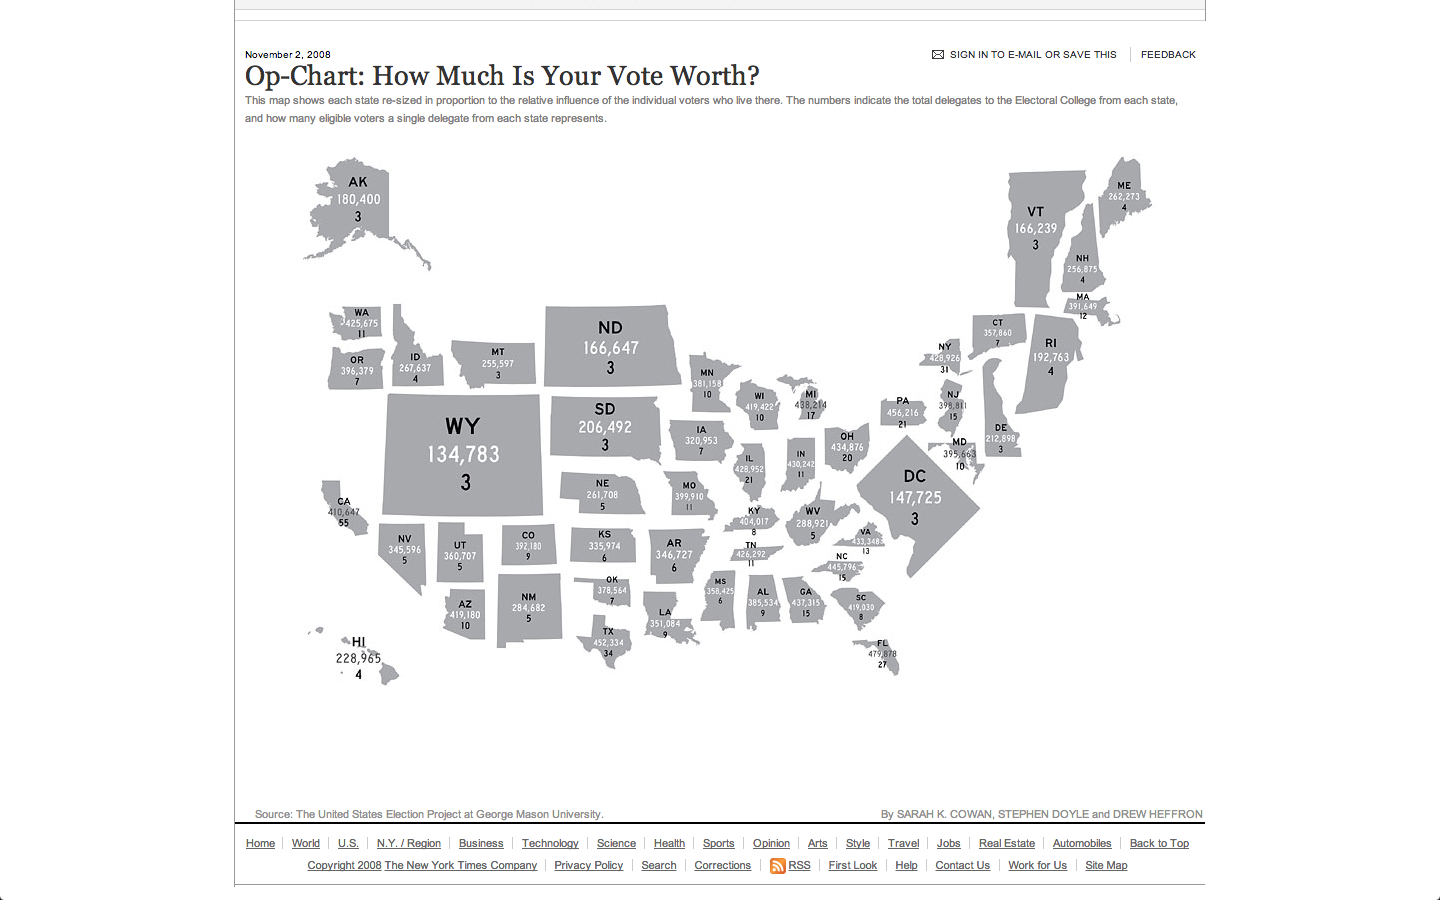 November 2, 2008
SIGN IN TO E-MAIL OR SAVE THIS
FEEDBACK
Op-Chart: How Much Is Your Vote Worth?
This map shows each state re-sized in proportion to the relative influence of the individual voters who live there. The numbers indicate the total delegates to the Electoral College from each state,
and how many eligible voters a single delegate from each state represents.
AK
180,400
3
VT
166,239
3
ME
262,273
4
NH
256,875
4
MA
391,649
12
WA
425,675
11
OR
396,379
7
ID
267,637
4
MT
255,597
3
ND
166,647
3
MN
381,158
10
WI
419,422
10
MI
438,214
17
NY
428,926
31
CT
357,860
7
RI
192,763
4
WY
134,783
3
SD
206,492
3
IA
320,953
7
IL
428,952
21
IN
430,242
11
OH
434,876
20
PA
456,216
21
NJ
398,811
15
MD
395,663
10
DE
212,898
3
DC
147,725
3
NE
261,708
5
MO
399,910
11
KY
404,017
8
WV
288,921
5
VA
433,348
13
CA
410,647
55
NV
345,596
5
UT
360,707
5
CO
392,180
9
KS
335,974
6
AR
346,727
6
TN
426,292
11
NC
445,796
15
AZ
419,180
10
NM
284,682
5
OK
378,564
7
TX
452,334
34
LA
351,084
9
MS
358,425
6
AL
385,534
9
GA
437,315
15
SC
419,030
8
FL
479,878
27
HI
228,965
4
Source: The United States Election Project at George Mason University.
By SARAH K. COWAN, STEPHEN DOYLE and DREW HEFFRON
Home World U.S. N.Y. / Region Business Technology Science Health Sports Opinion Arts Style Travel Jobs Real Estate Automobiles Back to Top
Copyright 2008 The New York Times Company Privacy Policy Search Corrections RSS First Look Help Contact Us Work for Us Site Map